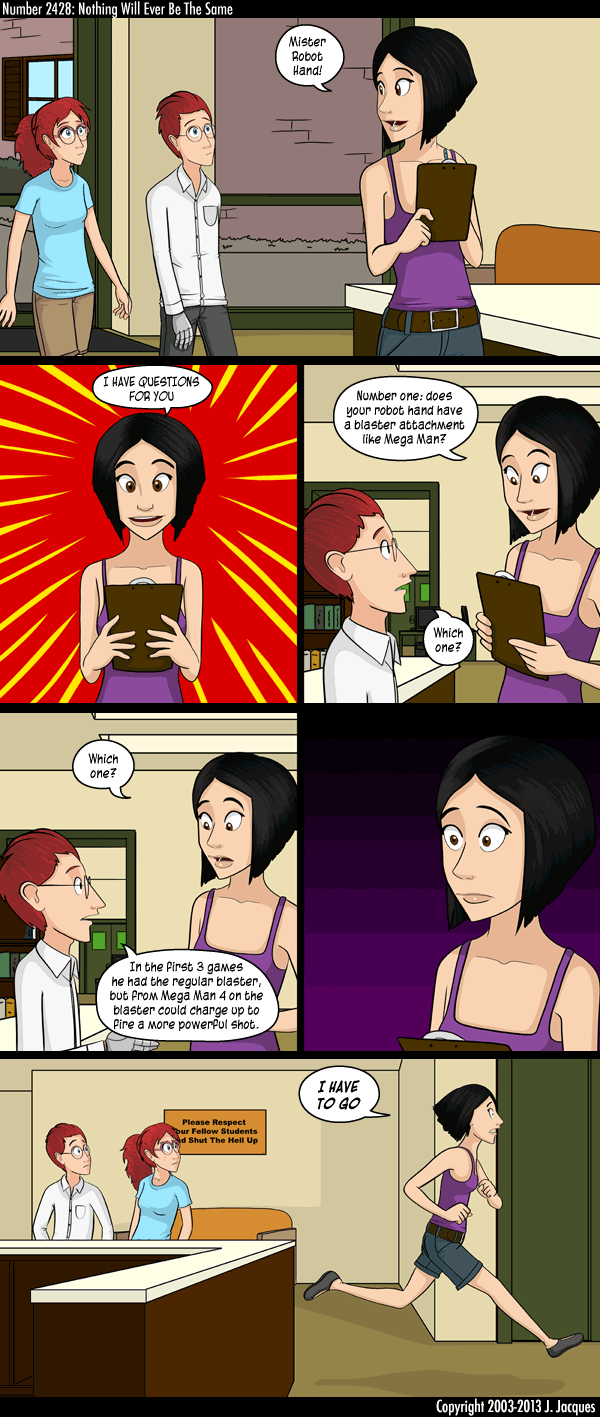 Number 2428: Nothing Will Ever Be The Same
Mister
Robot
Hand!
I HAVE QUESTIONS
FOR YOU
Number one: does
your robot hand have
a blaster attachment
like Mega Man?
Which
one?
Which
one?
In the first 3 games
he had the regular blaster,
but from Mega Man 4 on the
blaster could charge up to
fire a more powerful shot.
I HAVE
TO GO
Please Respect
our Fellow Students
nd Shut The Hell Up
Copyright 2003-2013 J. Jacques